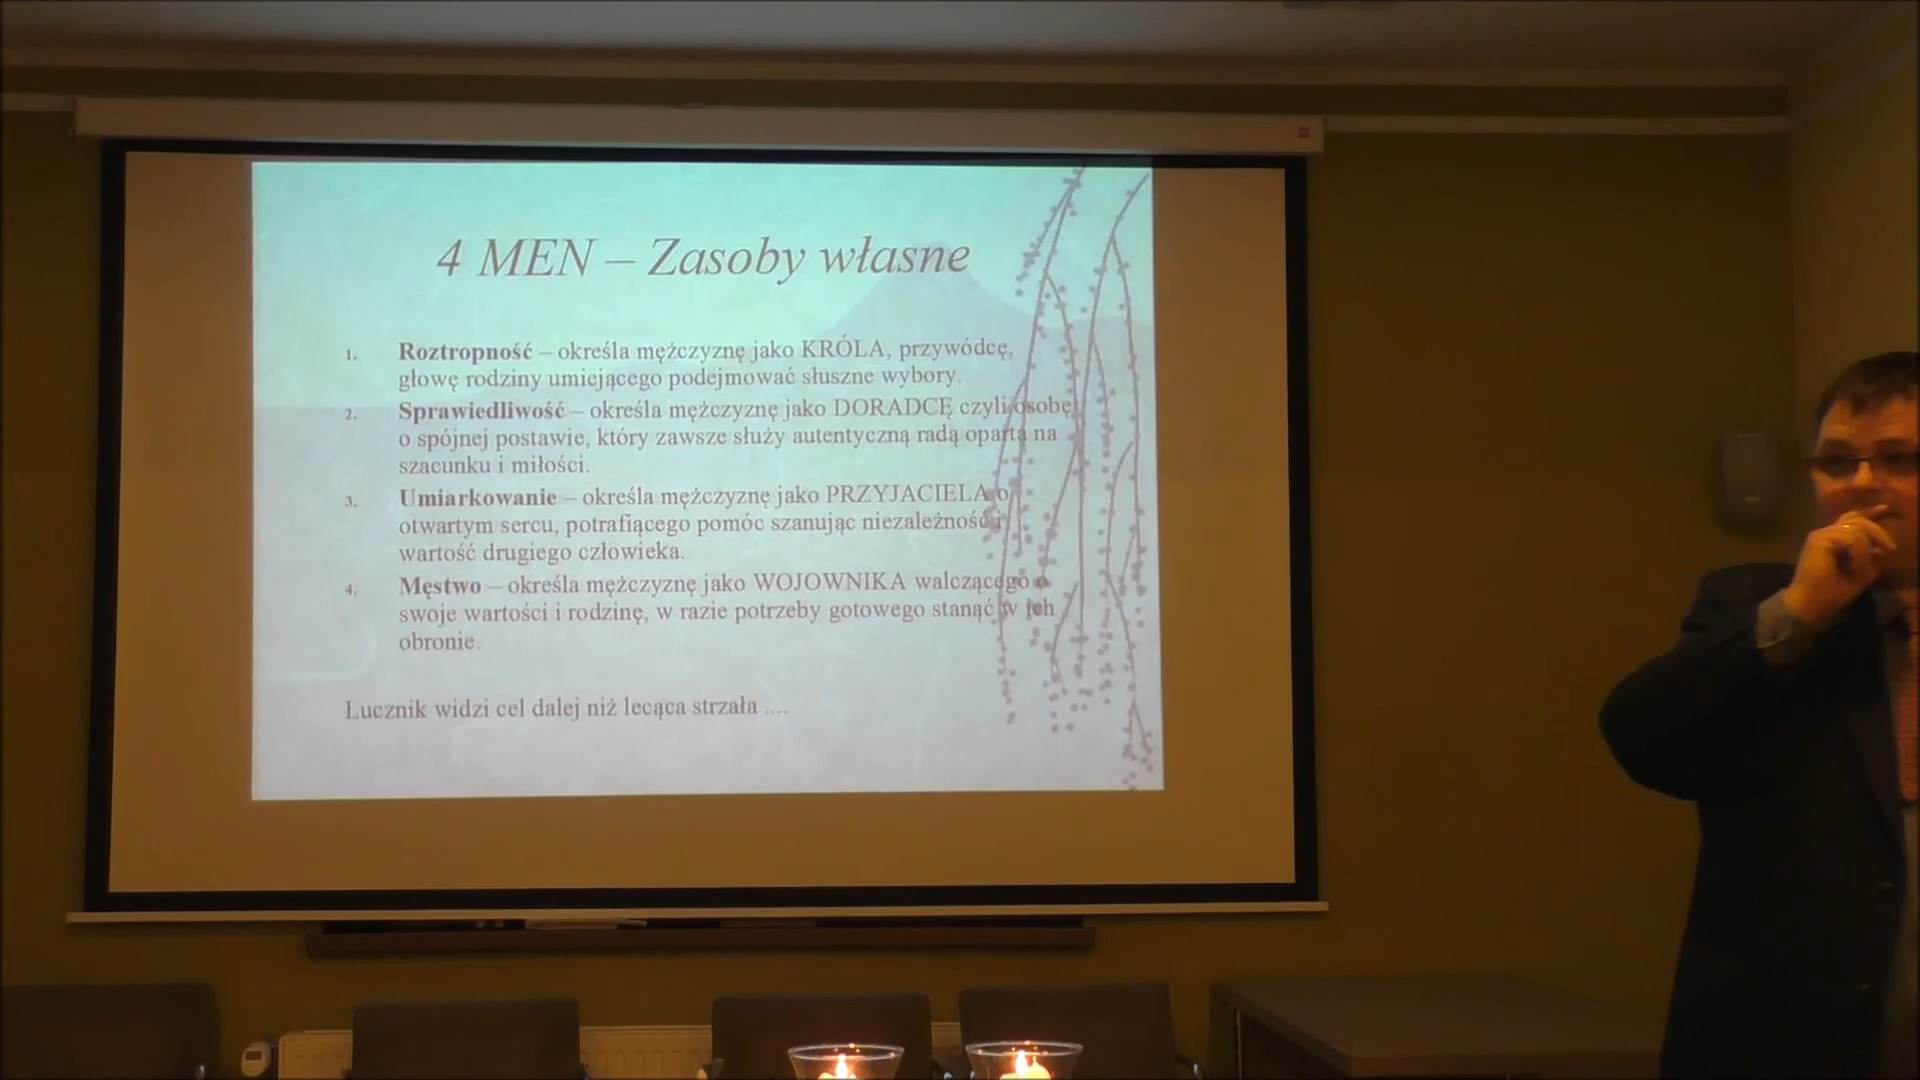 4 MEN – Zasoby własne
1. Roztropność – określa mężczyznę jako KRÓLA, przywódcę,
głowę rodziny umiejącego podejmować słuszne wybory.
2. Sprawiedliwość – określa mężczyznę jako DORADCĘ czyli osobę
o spójnej postawie, który zawsze służy autentyczną radą opartą na
szacunku i miłości.
3. Umiarkowanie – określa mężczyznę jako PRZYJACIELA o
otwartym sercu, potrafiącego pomóc szanując niezależność i
wartość drugiego człowieka.
4. Męstwo – określa mężczyznę jako WOJOWNIKA walczącego o
swoje wartości i rodzinę, w razie potrzeby gotowego stanąć w ich
obronie.
Łucznik widzi cel dalej niż lecąca strzała ....